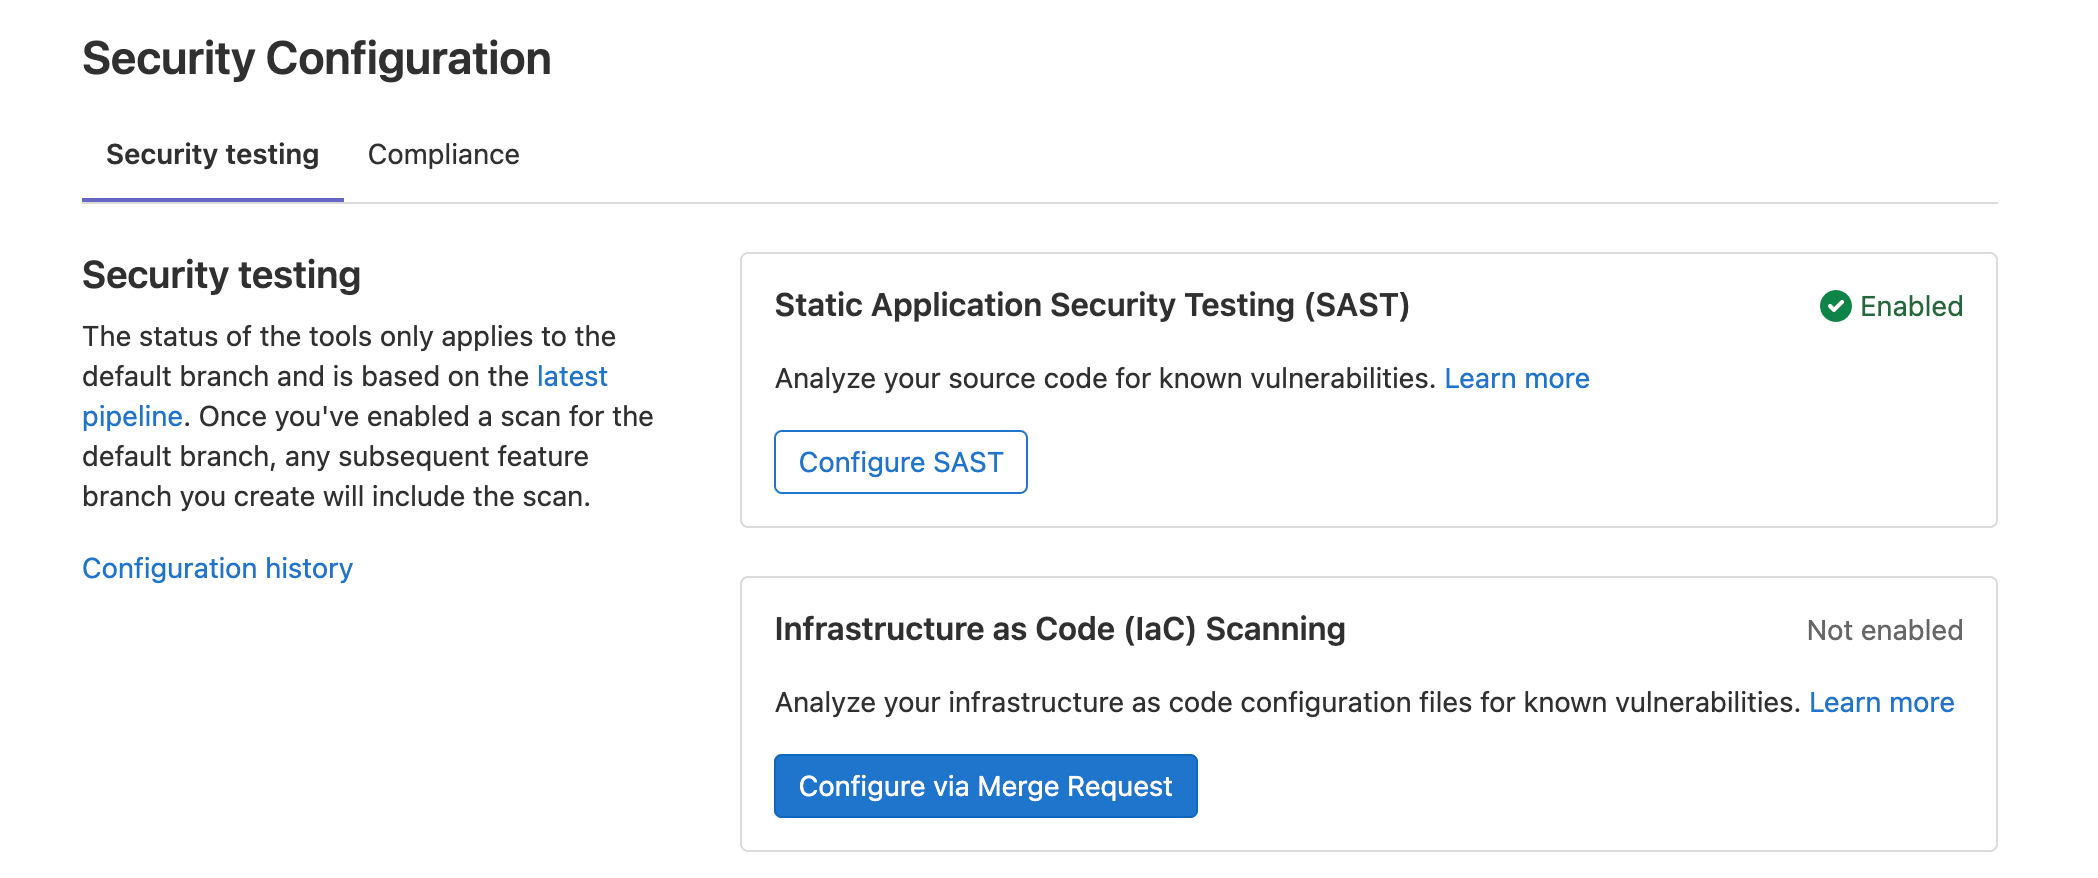 Security Configuration
Security testing
Compliance
Security testing
The status of the tools only applies to the
default branch and is based on the latest
pipeline. Once you've enabled a scan for the
default branch, any subsequent feature
branch you create will include the scan.
Configuration history
Static Application Security Testing (SAST)
Enabled
Analyze your source code for known vulnerabilities. Learn more
Configure SAST
Infrastructure as Code (IaC) Scanning
Not enabled
Analyze your infrastructure as code configuration files for known vulnerabilities. Learn more
Configure via Merge Request